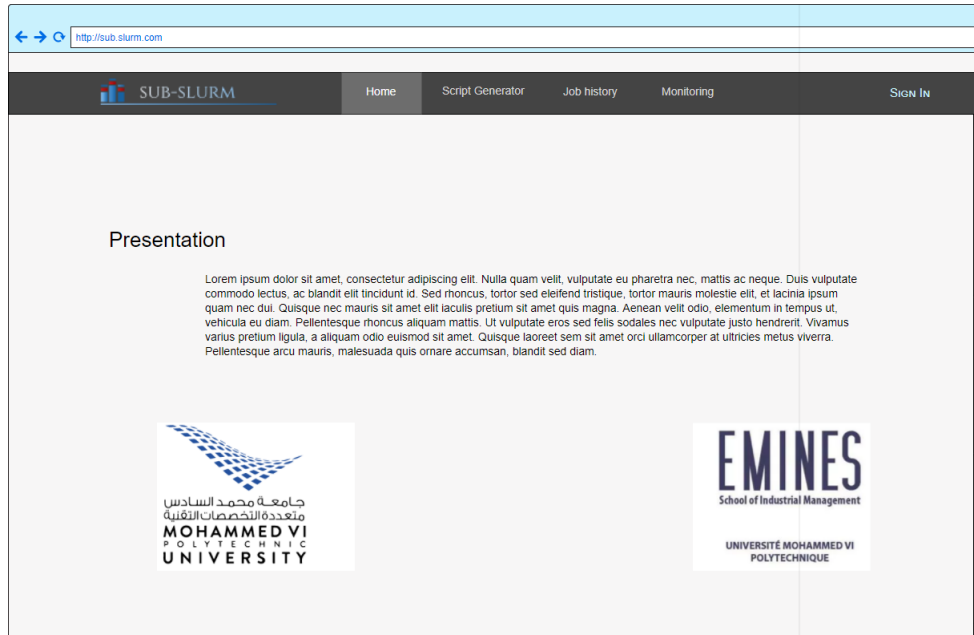 http://sub.slurm.com
SUB-SLURM
Home
Script Generator
Job history
Monitoring
Sign In
Presentation
Lorem ipsum dolor sit amet, consectetur adipiscing elit. Nulla quam velit, vulputate eu pharetra nec, mattis ac neque. Duis vulputate
commodo lectus, ac blandit elit tincidunt id. Sed rhoncus, tortor sed eleifend tristique, tortor mauris molestie elit, et lacinia ipsum
quam nec dui. Quisque nec mauris sit amet elit iaculis pretium sit amet quis magna. Aenean velit odio, elementum in tempus ut,
vehicula eu diam. Pellentesque rhoncus aliquam mattis. Ut vulputate eros sed felis sodales nec vulputate justo hendrerit. Vivamus
varius pretium ligula, a aliquam odio euismod sit amet. Quisque laoreet sem sit amet orci ullamcorper at ultricies metus viverra.
Pellentesque arcu mauris, malesuada quis ornare accumsan, blandit sed diam.
جامعة محمد السادس
متعددة التخصصات التقنية
MOHAMMED VI
POLYTECHNIC
UNIVERSITY
EMINES
School of Industrial Management
UNIVERSITÉ MOHAMMED VI
POLYTECHNIQUE